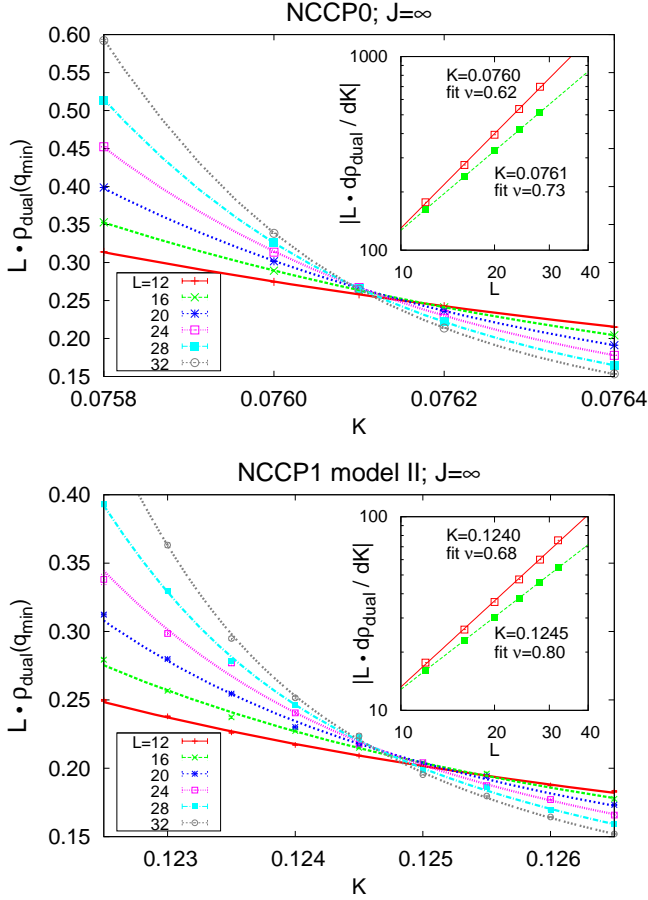 NCCP0; J=∞
L • ρdual(qmin)
0.60
0.55
0.50
0.45
0.40
0.35
0.30
0.25
0.20
0.15
L=12
16
20
24
28
32
0.0758
0.0760
0.0762
0.0764
K
|L • dρdual / dK|
1000
100
K=0.0760
fit ν=0.62
K=0.0761
fit ν=0.73
10
20
30
40
L
NCCP1 model II; J=∞
L • ρdual(qmin)
0.40
0.35
0.30
0.25
0.20
0.15
L=12
16
20
24
28
32
0.123
0.124
0.125
0.126
K
|L • dρdual / dK|
100
10
K=0.1240
fit ν=0.68
K=0.1245
fit ν=0.80
10
20
30
40
L